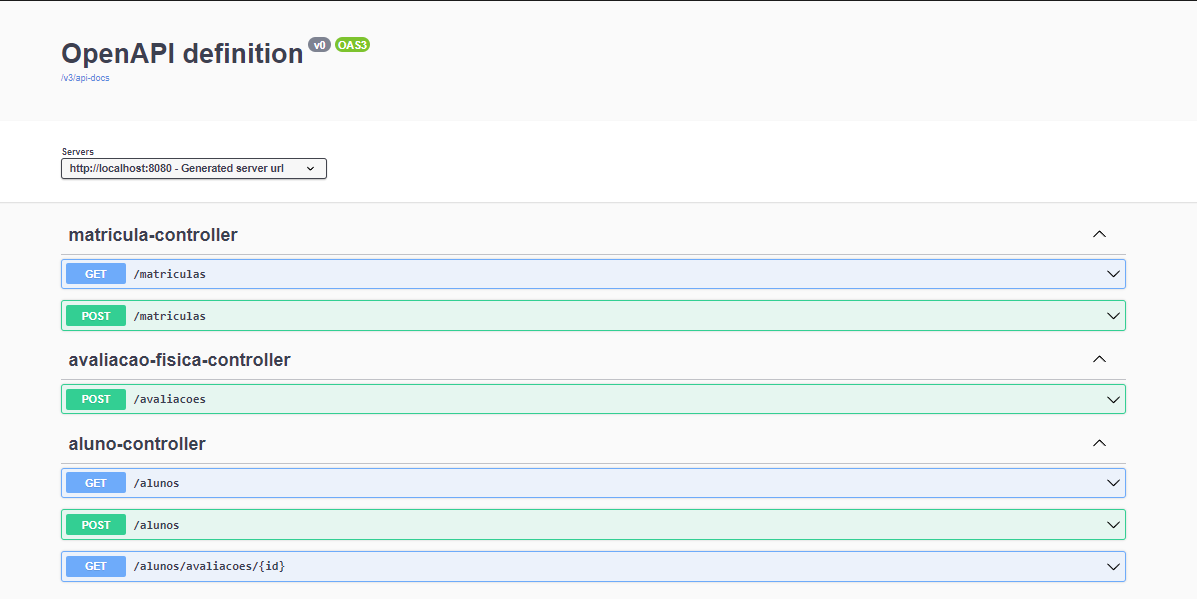 OpenAPI definition v0 OAS3
/v3/api-docs
Servers
http://localhost:8080 - Generated server url
matricula-controller
GET /matriculas
POST /matriculas
avaliacao-fisica-controller
POST /avaliacoes
aluno-controller
GET /alunos
POST /alunos
GET /alunos/avaliacoes/{id}